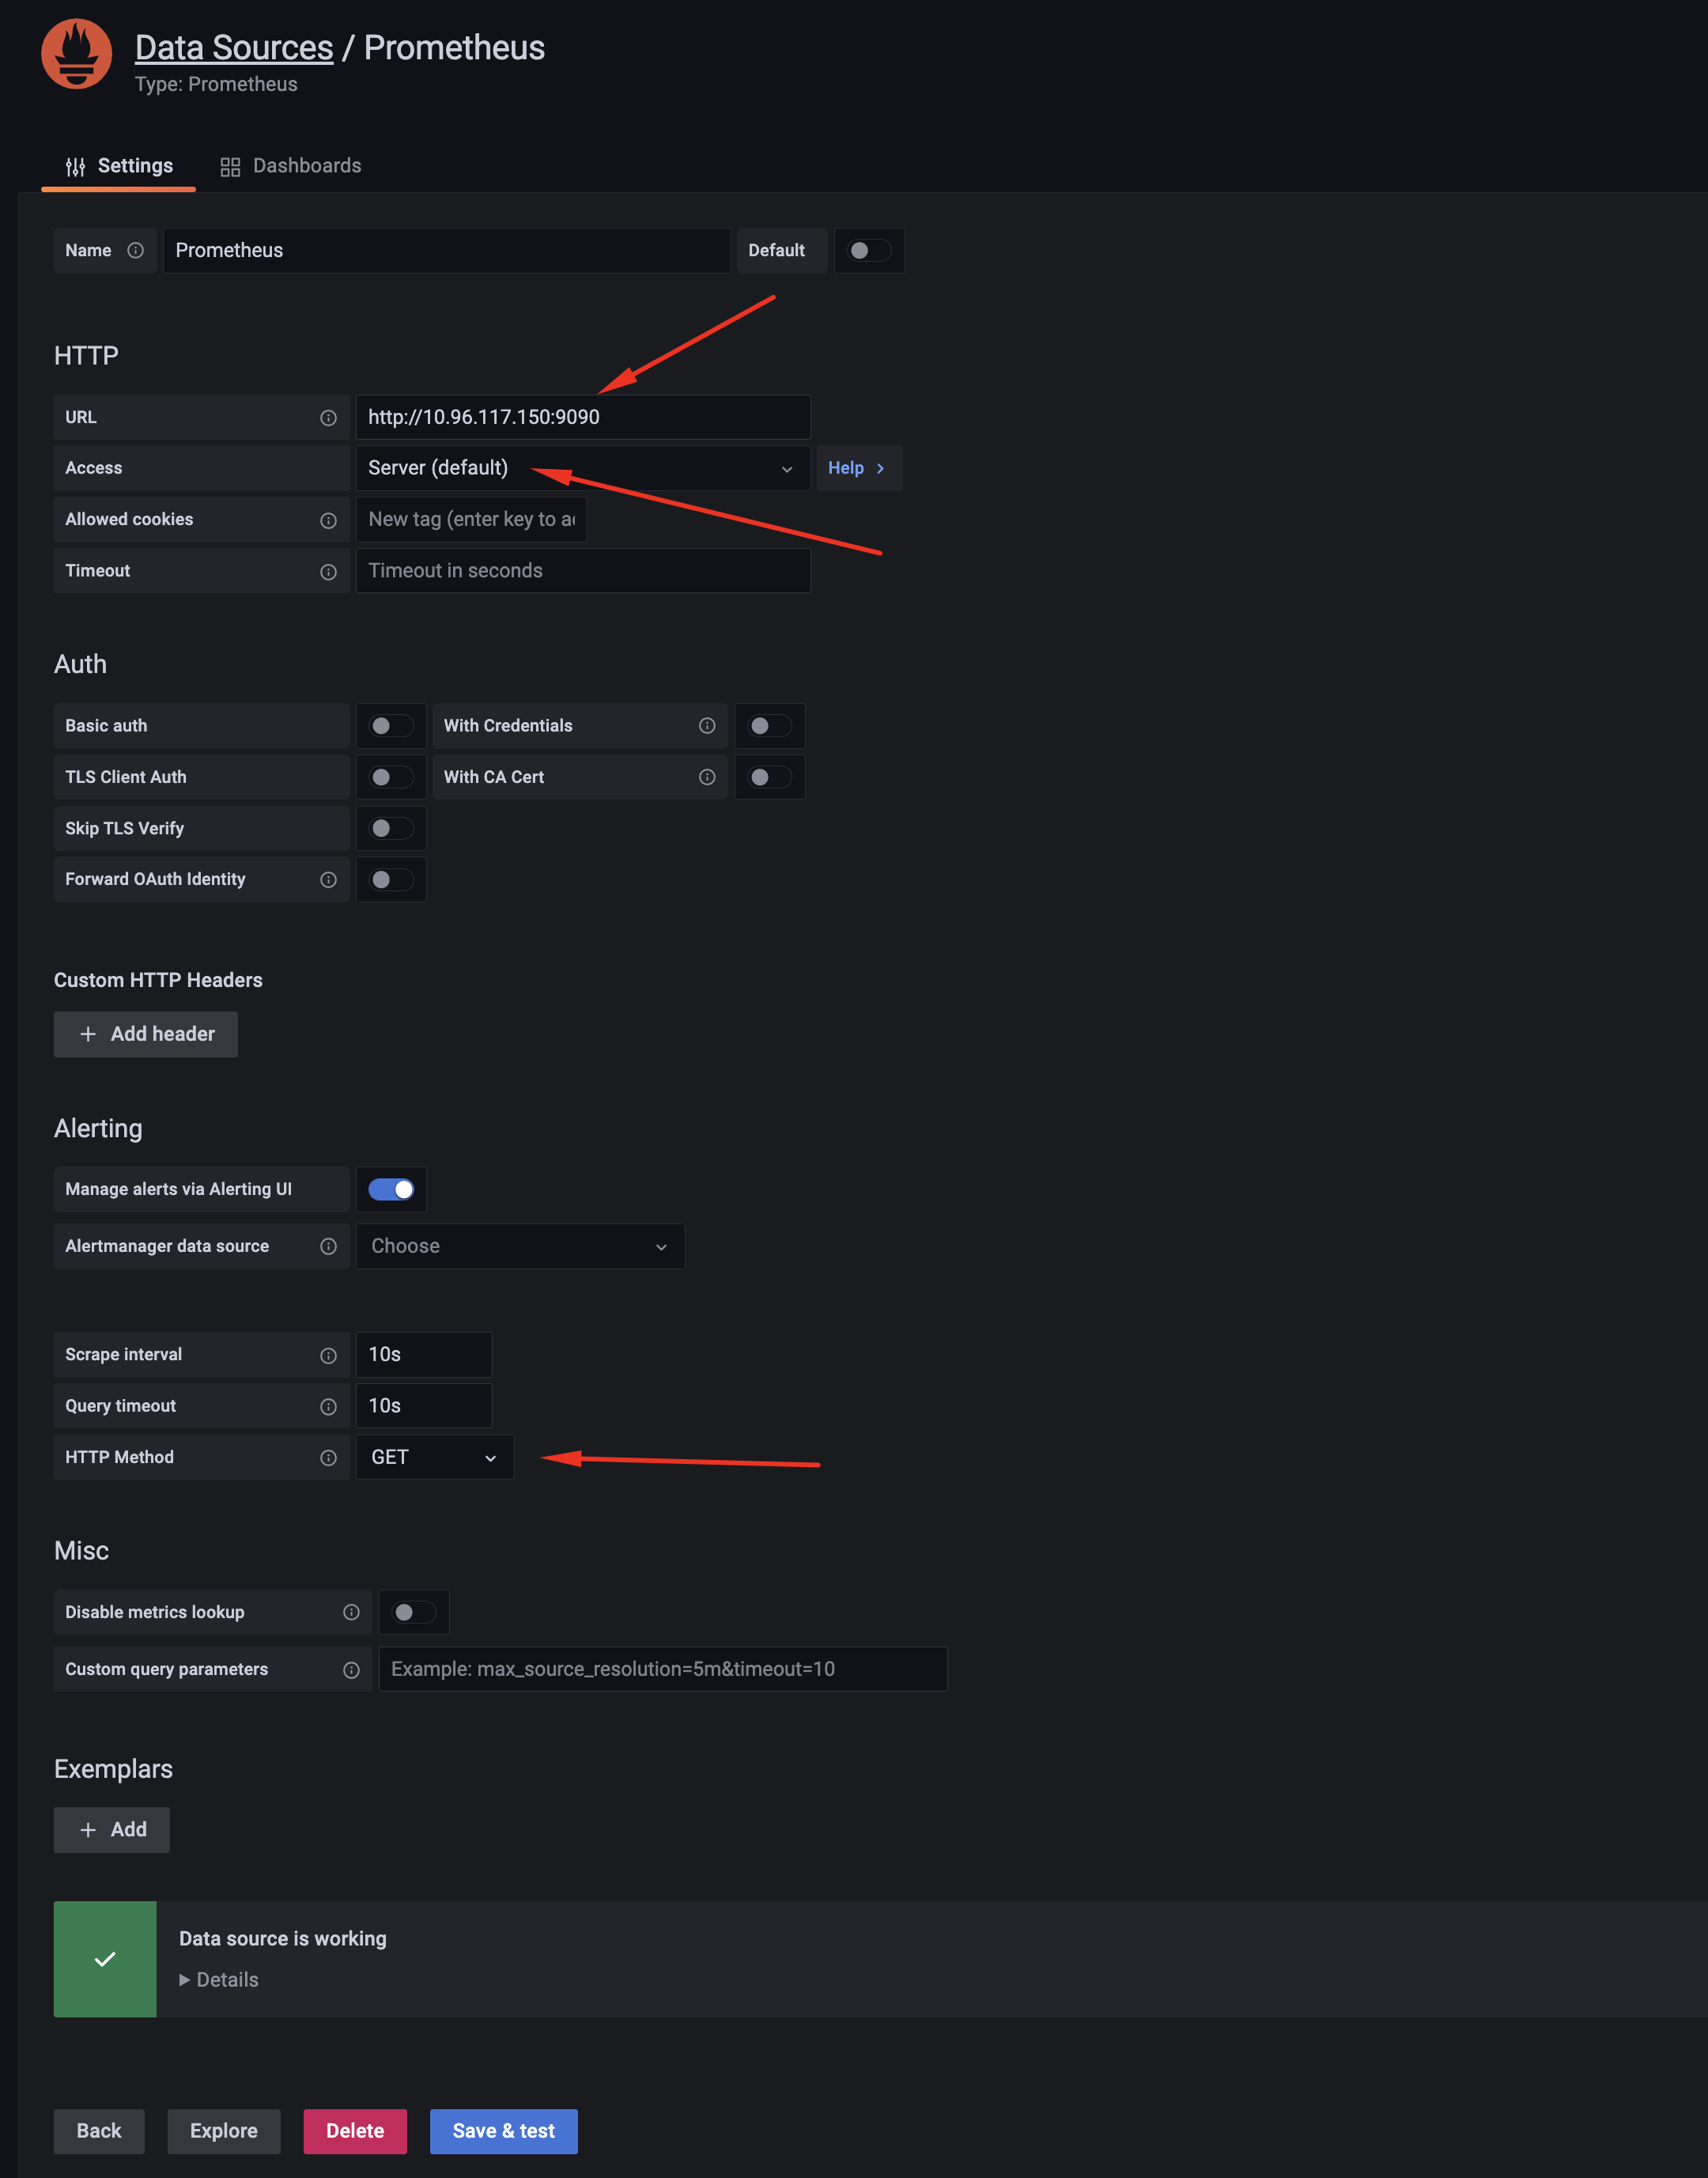 Data Sources / Prometheus
Type: Prometheus
Settings Dashboards
Name Prometheus Default
HTTP
URL http://10.96.117.150:9090
Access Server (default) Help >
Allowed cookies New tag (enter key to a
Timeout Timeout in seconds
Auth
Basic auth With Credentials
TLS Client Auth With CA Cert
Skip TLS Verify
Forward OAuth Identity
Custom HTTP Headers
+ Add header
Alerting
Manage alerts via Alerting UI
Alertmanager data source Choose
Scrape interval 10s
Query timeout 10s
HTTP Method GET
Misc
Disable metrics lookup
Custom query parameters Example: max_source_resolution=5m&timeout=10
Exemplars
+ Add
Data source is working
Details
Back Explore Delete Save & test